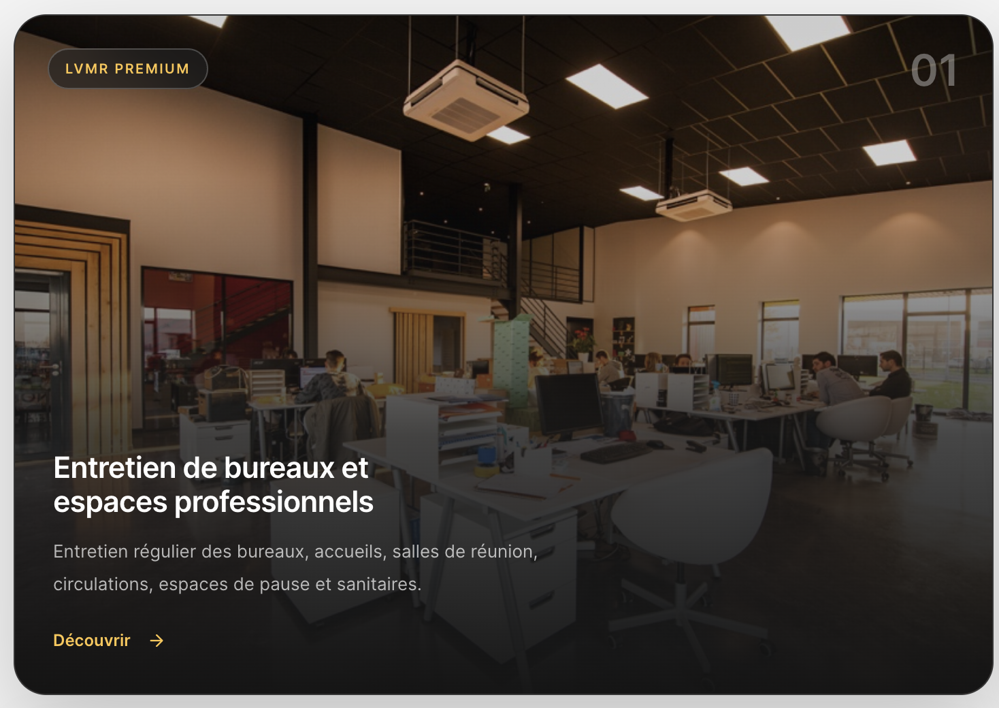 LVMR PREMIUM
01
Entretien de bureaux et
espaces professionnels
Entretien régulier des bureaux, accueils, salles de réunion,
circulations, espaces de pause et sanitaires.
Découvrir →